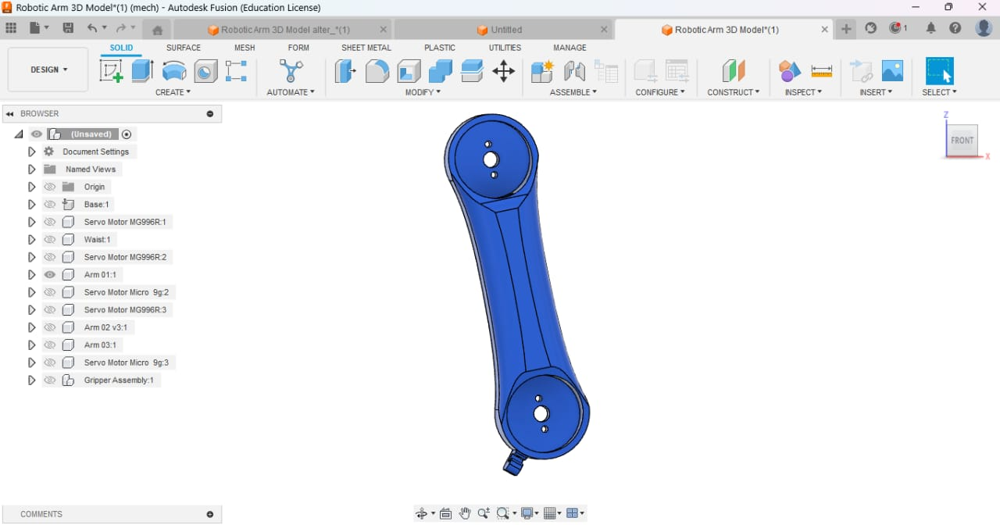 Robotic Arm 3D Model*(1) (mech) - Autodesk Fusion (Education License)
Robotic Arm 3D Model alter_*(1)
Untitled
Robotic Arm 3D Model*(1)
1
DESIGN
SOLID
SURFACE
MESH
FORM
SHEET METAL
PLASTIC
UTILITIES
MANAGE
CREATE
AUTOMATE
MODIFY
ASSEMBLE
CONFIGURE
CONSTRUCT
INSPECT
INSERT
SELECT
BROWSER
(Unsaved)
Document Settings
Named Views
Origin
Base:1
Servo Motor MG996R:1
Waist:1
Servo Motor MG996R:2
Arm 01:1
Servo Motor Micro 9g:2
Servo Motor MG996R:3
Arm 02 v3:1
Arm 03:1
Servo Motor Micro 9g:3
Gripper Assembly:1
Z
FRONT
X
COMMENTS